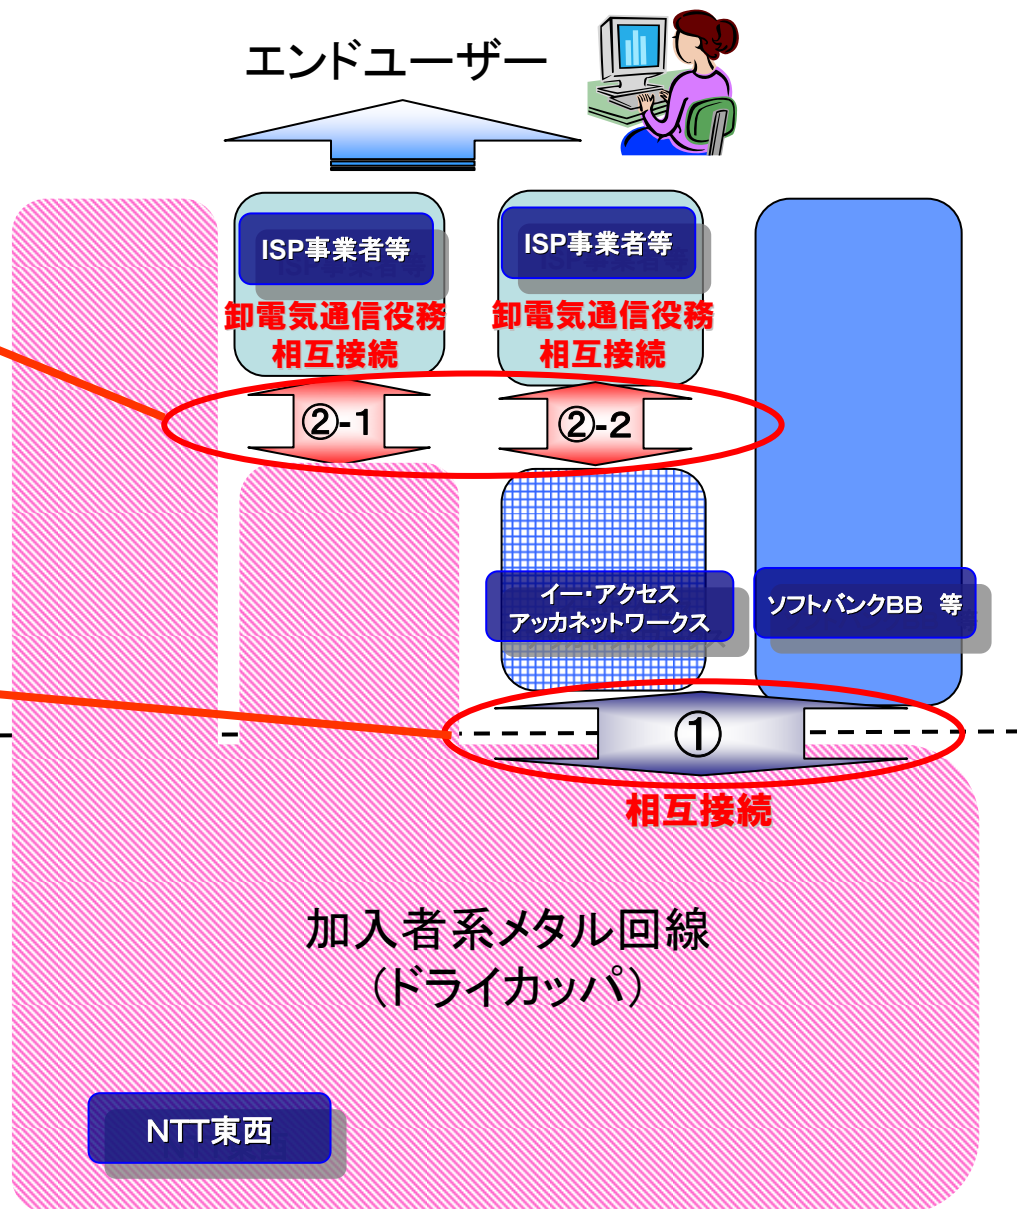 エンドユーザー
ISP事業者等
ISP事業者等
卸電気通信役務
相互接続
卸電気通信役務
相互接続
②-1
②-2
イー・アクセス
アッカネットワークス
ソフトバンクBB 等
①
相互接続
加入者系メタル回線
(ドライカッパ)
NTT東西